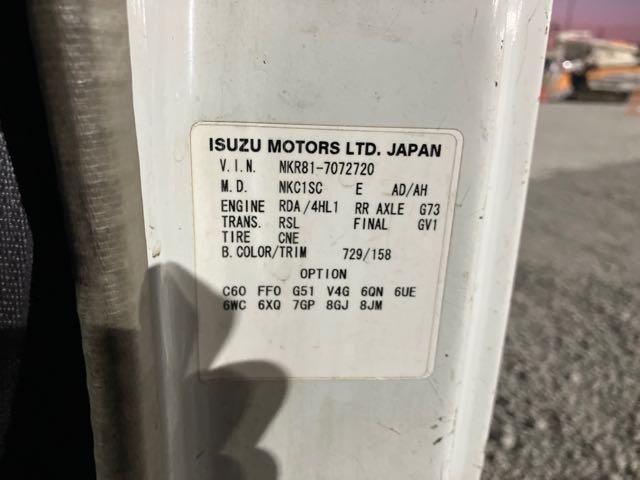 ISUZU MOTORS LTD. JAPAN
V.I.N. NKR81-7072720
M.D. NKC1SC E AD/AH
ENGINE RDA/4HL1 RR AXLE G73
TRANS. RSL FINAL GV1
TIRE CNE
B.COLOR/TRIM 729/158
OPTION
C60 FF0 G51 V4G 6QN 6UE
6WC 6XQ 7GP 8GJ 8JM